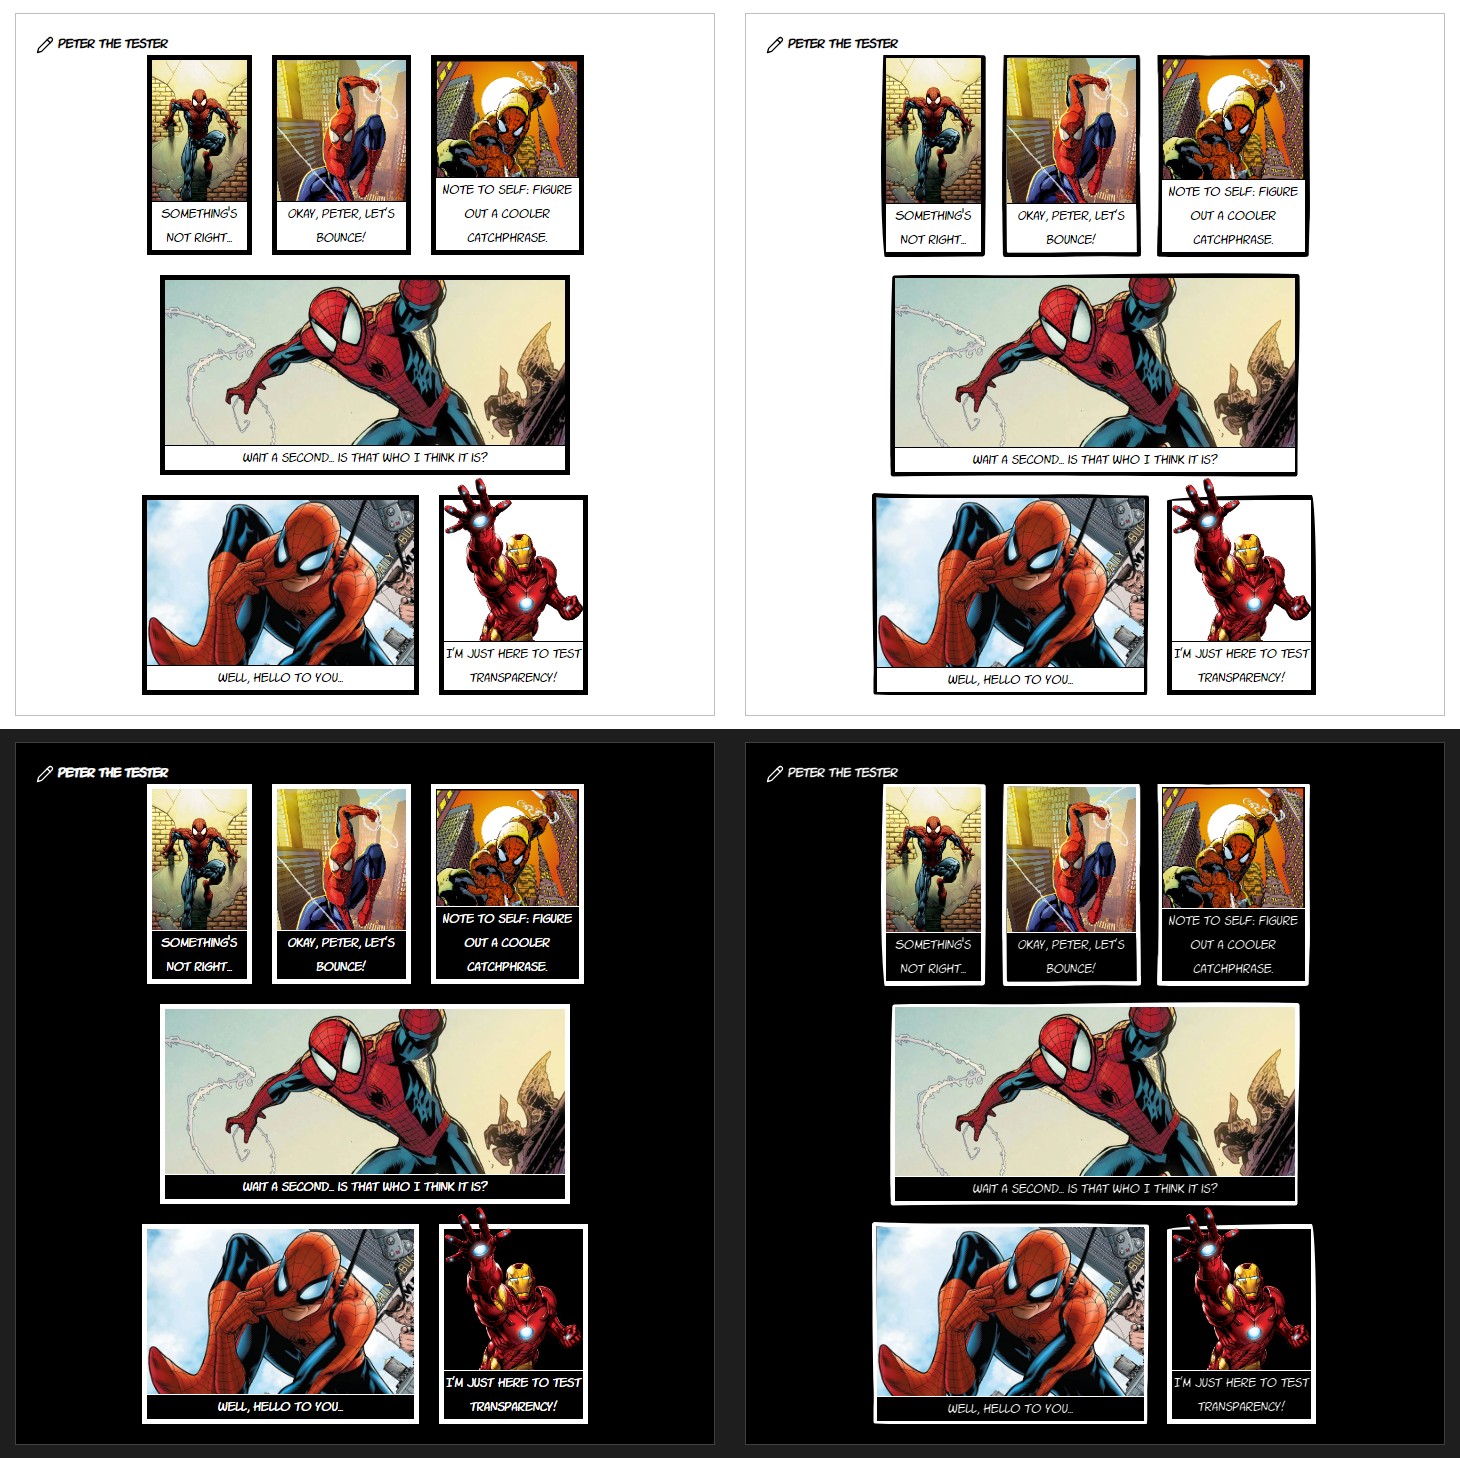 PETER THE TESTER
SOMETHING'S
NOT RIGHT...
OKAY, PETER, LET'S
BOUNCE!
NOTE TO SELF: FIGURE
OUT A COOLER
CATCHPHRASE.
WAIT A SECOND... IS THAT WHO I THINK IT IS?
WELL, HELLO TO YOU...
I'M JUST HERE TO TEST
TRANSPARENCY!
PETER THE TESTER
SOMETHING'S
NOT RIGHT...
OKAY, PETER, LET'S
BOUNCE!
NOTE TO SELF: FIGURE
OUT A COOLER
CATCHPHRASE.
WAIT A SECOND... IS THAT WHO I THINK IT IS?
WELL, HELLO TO YOU...
I'M JUST HERE TO TEST
TRANSPARENCY!
PETER THE TESTER
SOMETHING'S
NOT RIGHT...
OKAY, PETER, LET'S
BOUNCE!
NOTE TO SELF: FIGURE
OUT A COOLER
CATCHPHRASE.
WAIT A SECOND... IS THAT WHO I THINK IT IS?
WELL, HELLO TO YOU...
I'M JUST HERE TO TEST
TRANSPARENCY!
PETER THE TESTER
SOMETHING'S
NOT RIGHT...
OKAY, PETER, LET'S
BOUNCE!
NOTE TO SELF: FIGURE
OUT A COOLER
CATCHPHRASE.
WAIT A SECOND... IS THAT WHO I THINK IT IS?
WELL, HELLO TO YOU...
I'M JUST HERE TO TEST
TRANSPARENCY!